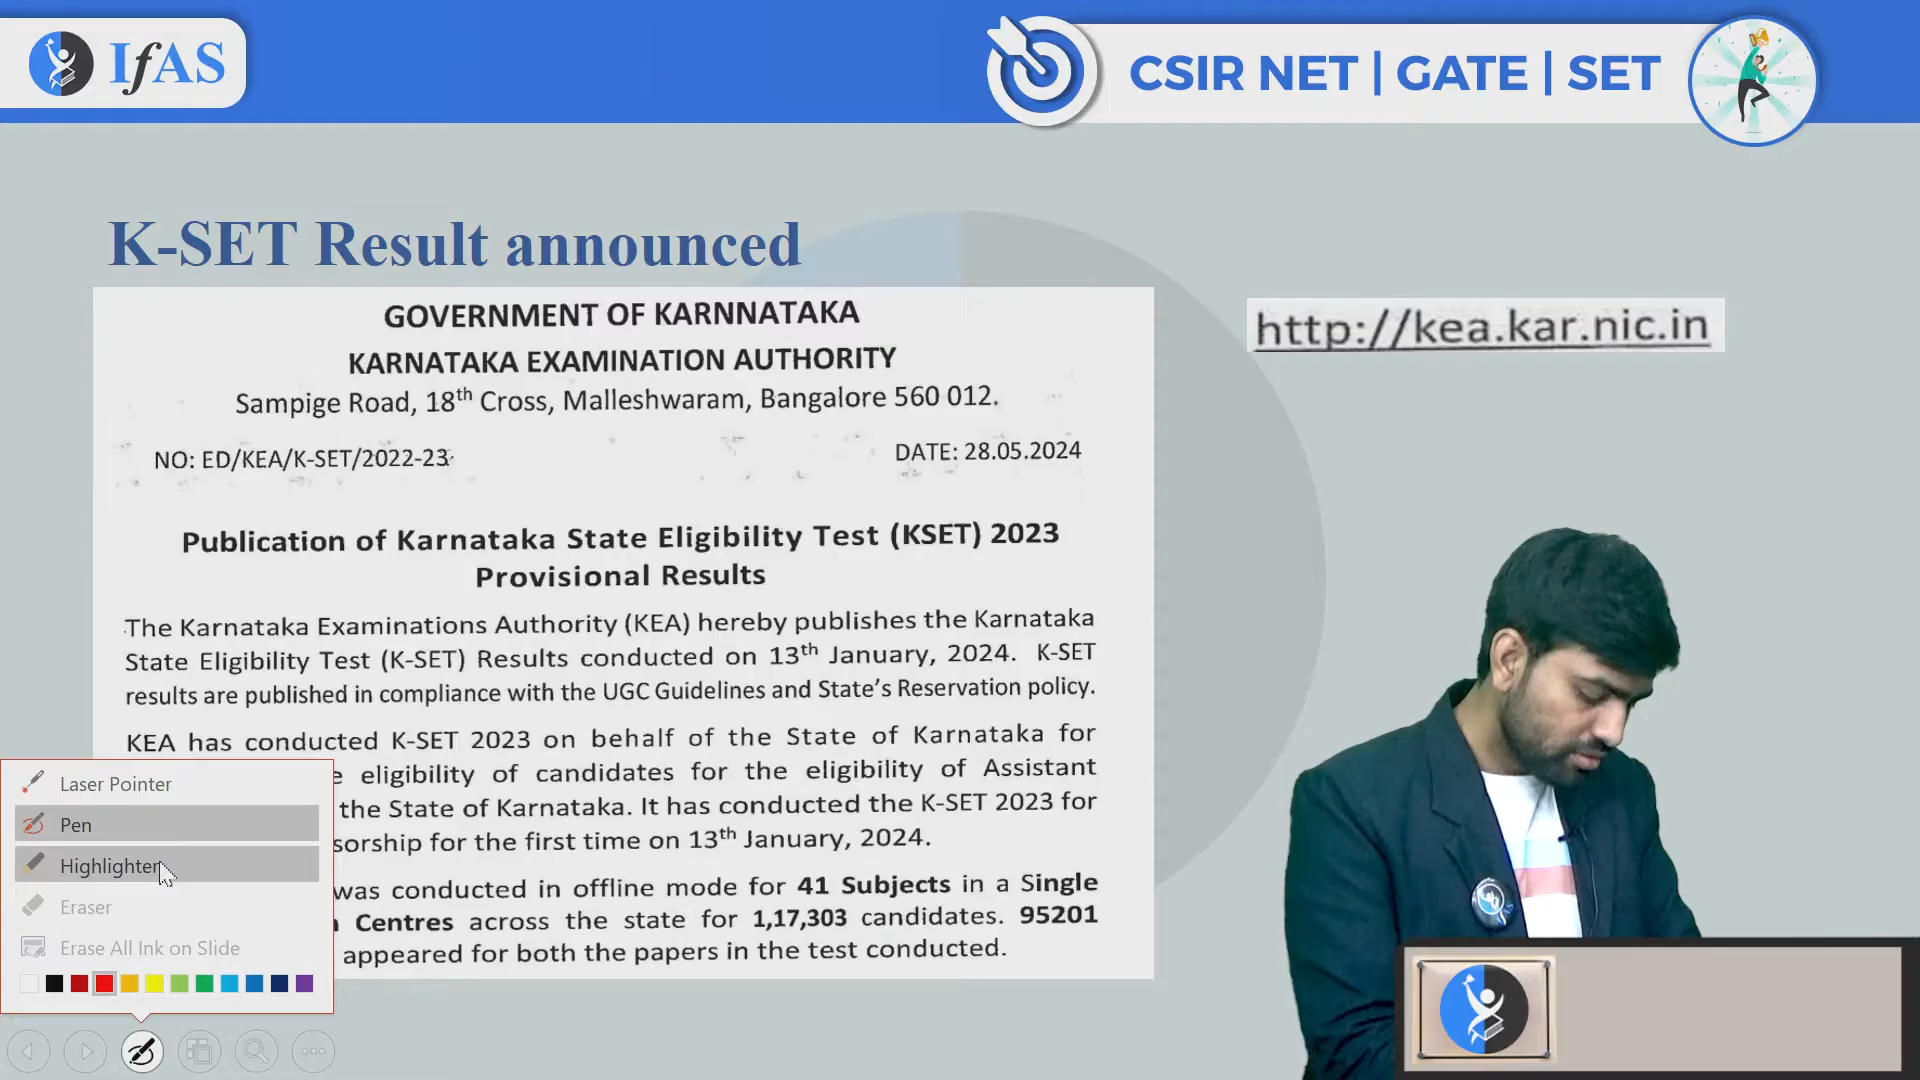 IfAS
CSIR NET | GATE | SET
K-SET Result announced
GOVERNMENT OF KARNNATAKA
KARNATAKA EXAMINATION AUTHORITY
Sampige Road, 18th Cross, Malleshwaram, Bangalore 560 012.
NO: ED/KEA/K-SET/2022-23
DATE: 28.05.2024
Publication of Karnataka State Eligibility Test (KSET) 2023
Provisional Results
The Karnataka Examinations Authority (KEA) hereby publishes the Karnataka
State Eligibility Test (K-SET) Results conducted on 13th January, 2024. K-SET
results are published in compliance with the UGC Guidelines and State's Reservation policy.
KEA has conducted K-SET 2023 on behalf of the State of Karnataka for
eligibility of candidates for the eligibility of Assistant
the State of Karnataka. It has conducted the K-SET 2023 for
sorship for the first time on 13th January, 2024.
was conducted in offline mode for 41 Subjects in a Single
Centres across the state for 1,17,303 candidates. 95201
appeared for both the papers in the test conducted.
http://kea.kar.nic.in
Laser Pointer
Pen
Highlighter
Eraser
Erase All Ink on Slide